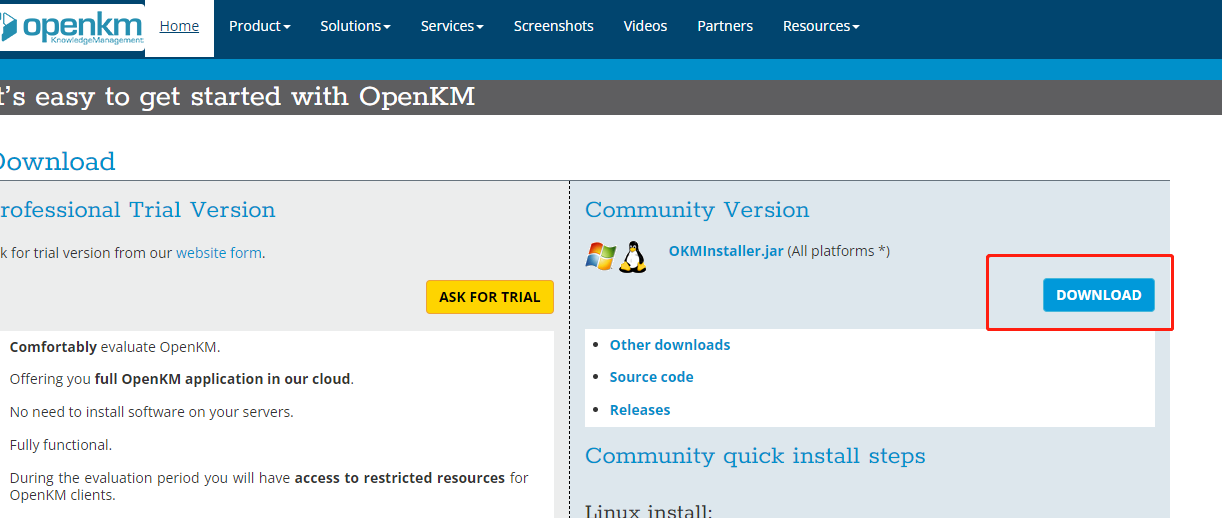 openkm
KnowledgeManagement
Home
Product
Solutions
Services
Screenshots
Videos
Partners
Resources
t's easy to get started with OpenKM
Download
rofessional Trial Version
k for trial version from our website form.
ASK FOR TRIAL
Comfortably evaluate OpenKM.
Offering you full OpenKM application in our cloud.
No need to install software on your servers.
Fully functional.
During the evaluation period you will have access to restricted resources for
OpenKM clients.
Community Version
OKMInstaller.jar (All platforms *)
DOWNLOAD
Other downloads
Source code
Releases
Community quick install steps
Linux install: